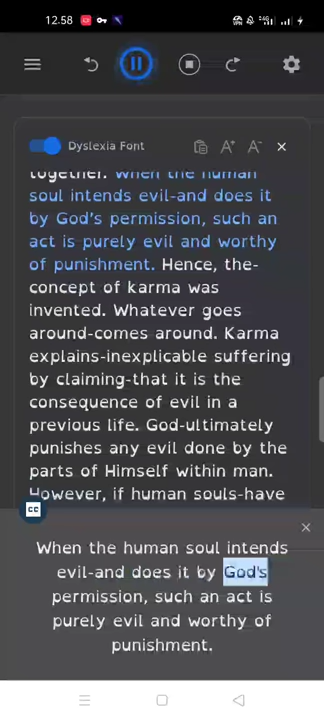 12.58
Dyslexia Font A+ A-
together. When the human
soul intends evil-and does it
by God's permission, such an
act is purely evil and worthy
of punishment. Hence, the-
concept of karma was
invented. Whatever goes
around-comes around. Karma
explains-inexplicable suffering
by claiming-that it is the
consequence of evil in a
previous life. God-ultimately
punishes any evil done by the
parts of Himself within man.
However, if human souls-have
CC
When the human soul intends
evil-and does it by God's
permission, such an act is
purely evil and worthy of
punishment.